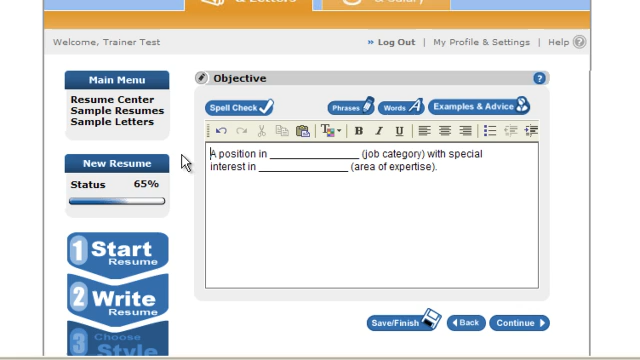 & Letters
& Salary
Welcome, Trainer Test
» Log Out | My Profile & Settings | Help ?
Main Menu
Resume Center
Sample Resumes
Sample Letters
New Resume
Status 65%
1 Start
Resume
2 Write
Resume
3 Choose
Style
Objective ?
Spell Check
Phrases
Words A
Examples & Advice
T B I U
A position in ________________ (job category) with special
interest in ________________ (area of expertise).
Save/Finish
Back
Continue